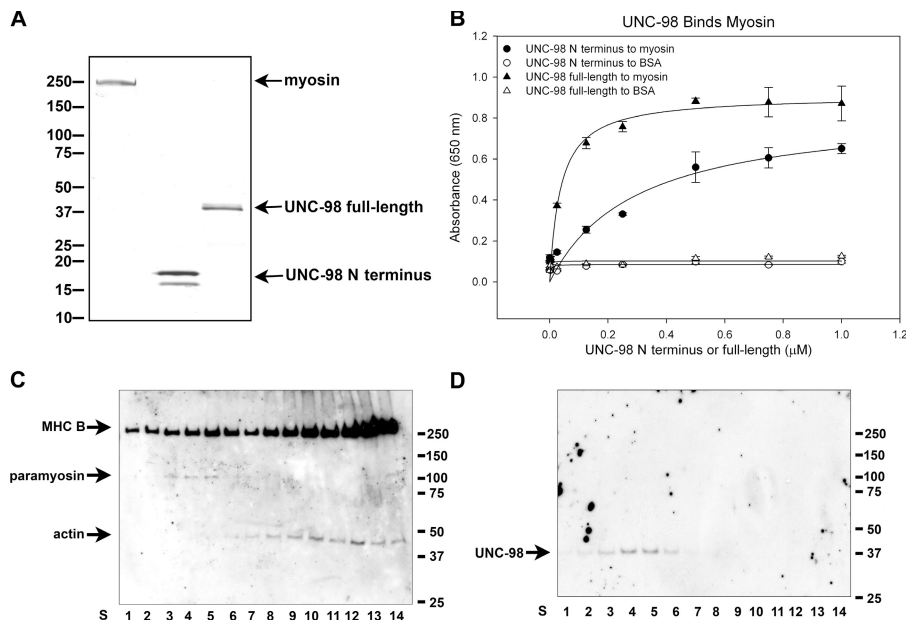 A
250
150
100
75
50
37
25
20
15
10
myosin
UNC-98 full-length
UNC-98 N terminus
B
UNC-98 Binds Myosin
UNC-98 N terminus to myosin
UNC-98 N terminus to BSA
UNC-98 full-length to myosin
UNC-98 full-length to BSA
Absorbance (650 nm)
1.2
1.0
0.8
0.6
0.4
0.2
0.0
0.0 0.2 0.4 0.6 0.8 1.0 1.2
UNC-98 N terminus or full-length (μM)
C
MHC B
paramyosin
actin
250
150
100
75
50
37
25
S 1 2 3 4 5 6 7 8 9 10 11 12 13 14
D
UNC-98
250
150
100
75
50
37
25
S 1 2 3 4 5 6 7 8 9 10 11 12 13 14